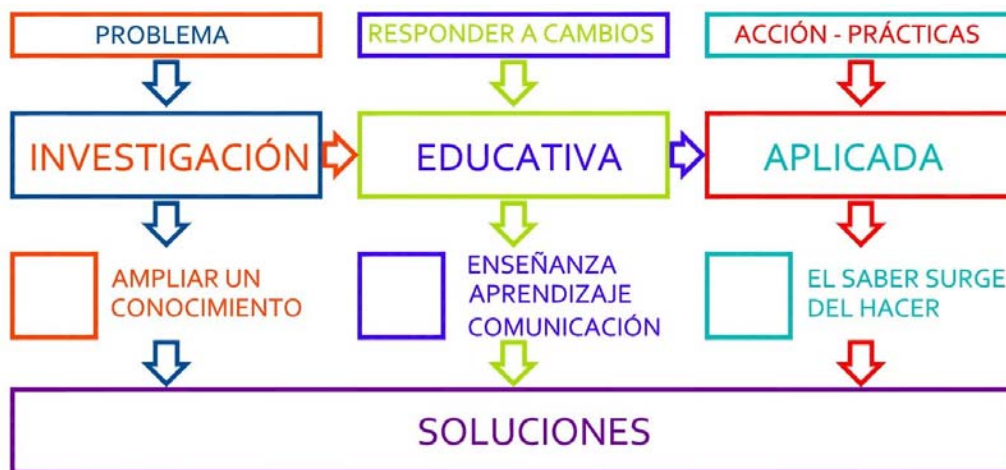 PROBLEMA
RESPONDER A CAMBIOS
ACCIÓN - PRÁCTICAS
INVESTIGACIÓN
EDUCATIVA
APLICADA
AMPLIAR UN
CONOCIMIENTO
ENSEÑANZA
APRENDIZAJE
COMUNICACIÓN
EL SABER SURGE
DEL HACER
SOLUCIONES